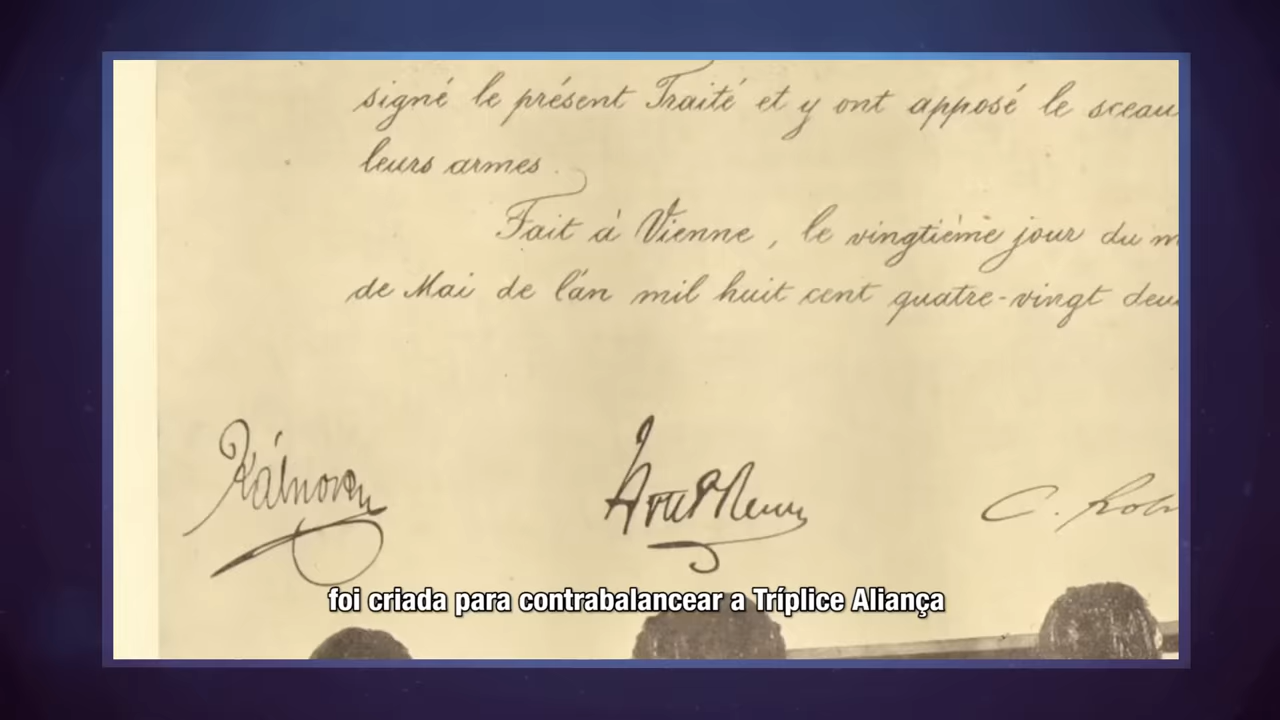 signé le présent Traité et y ont apposé le sceau
leurs armes.
Fait à Vienne, le vingtième jour du
de Mai de l'an mil huit cent quatre-vingt
Kálnoky
C.
foi criada para contrabalancear a Tríplice Aliança